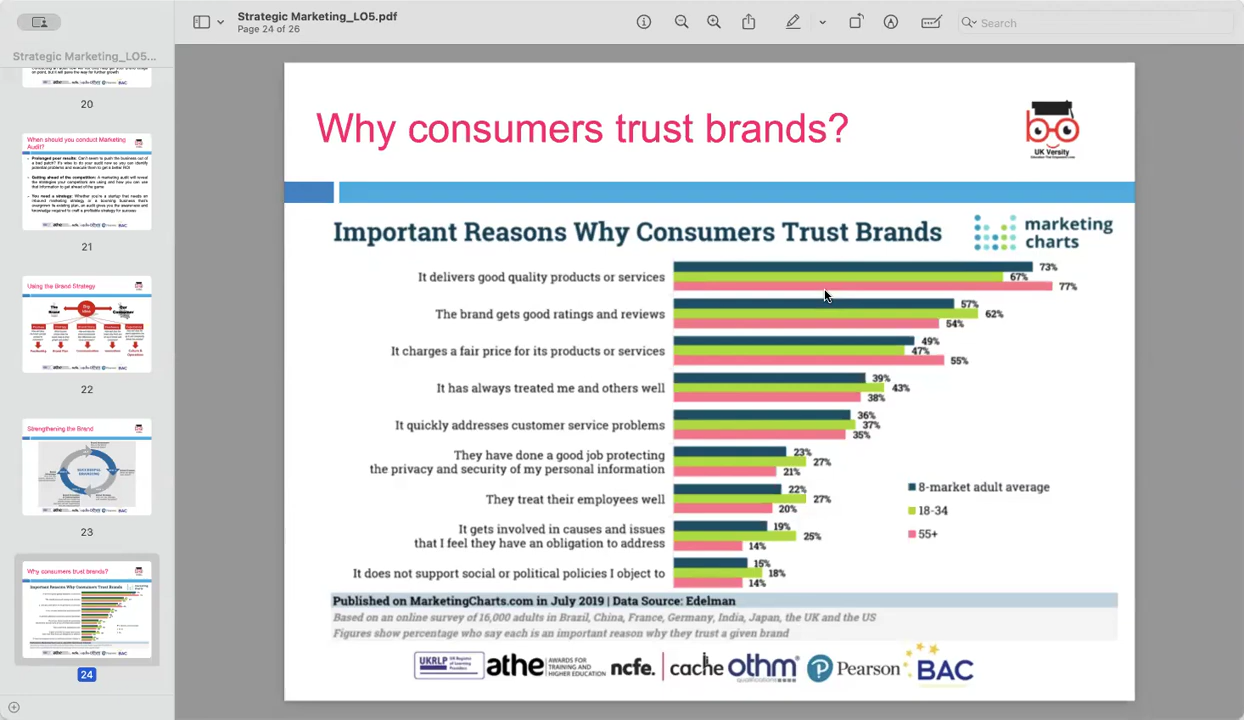 Strategic Marketing_LO5.pdf
Page 24 of 26
Search
Strategic Marketing_LO5...
20
When should you conduct Marketing
Audit?
21
Using the Brand Strategy
22
Strengthening the Brand
23
Why consumers trust brands?
24
Why consumers trust brands?
UK Versity
Important Reasons Why Consumers Trust Brands
marketing
charts
It delivers good quality products or services
73%
67%
77%
The brand gets good ratings and reviews
57%
62%
54%
It charges a fair price for its products or services
49%
47%
55%
It has always treated me and others well
39%
43%
38%
It quickly addresses customer service problems
36%
37%
35%
They have done a good job protecting
the privacy and security of my personal information
23%
27%
21%
They treat their employees well
22%
27%
20%
It gets involved in causes and issues
that I feel they have an obligation to address
19%
25%
14%
It does not support social or political policies I object to
15%
18%
14%
8-market adult average
18-34
55+
Published on MarketingCharts.com in July 2019 | Data Source: Edelman
Based on an online survey of 16,000 adults in Brazil, China, France, Germany, India, Japan, the UK and the US
Figures show percentage who say each is an important reason why they trust a given brand
UKRLP UK Register of Learning Providers
athe AWARDS FOR TRAINING AND HIGHER EDUCATION
ncfe. cache
othm qualifications
Pearson
BAC